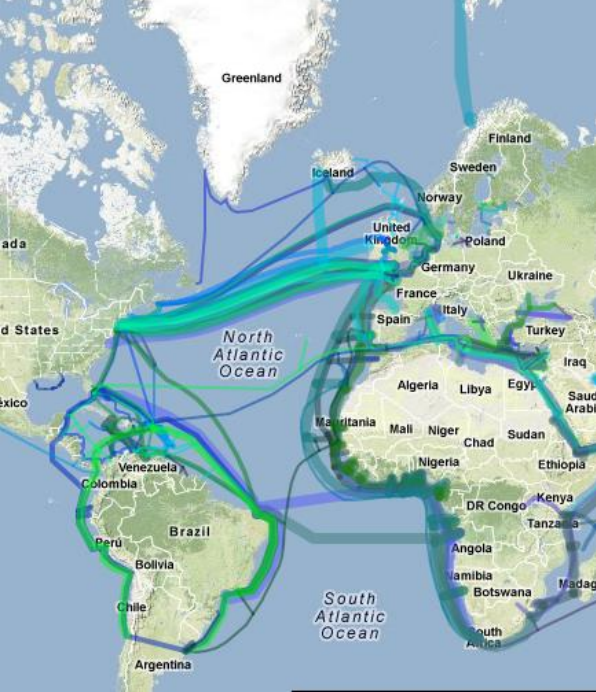 Greenland
Finland
Iceland
Sweden
Norway
United
Kingdom
Poland
ada
Germany
Ukraine
France
Italy
d States
Spain
Turkey
North
Atlantic
Ocean
Iraq
Algeria
Libya
Egyp
Saud
Arabi
éxico
Mauritania
Mali
Niger
Sudan
Chad
Nigeria
Ethiopia
Venezuela
Colombia
DR Congo
Kenya
Tanzania
Brazil
Perú
Angola
Bolivia
Namibia
Madag
Botswana
Chile
South
Atlantic
Ocean
South
Africa
Argentina